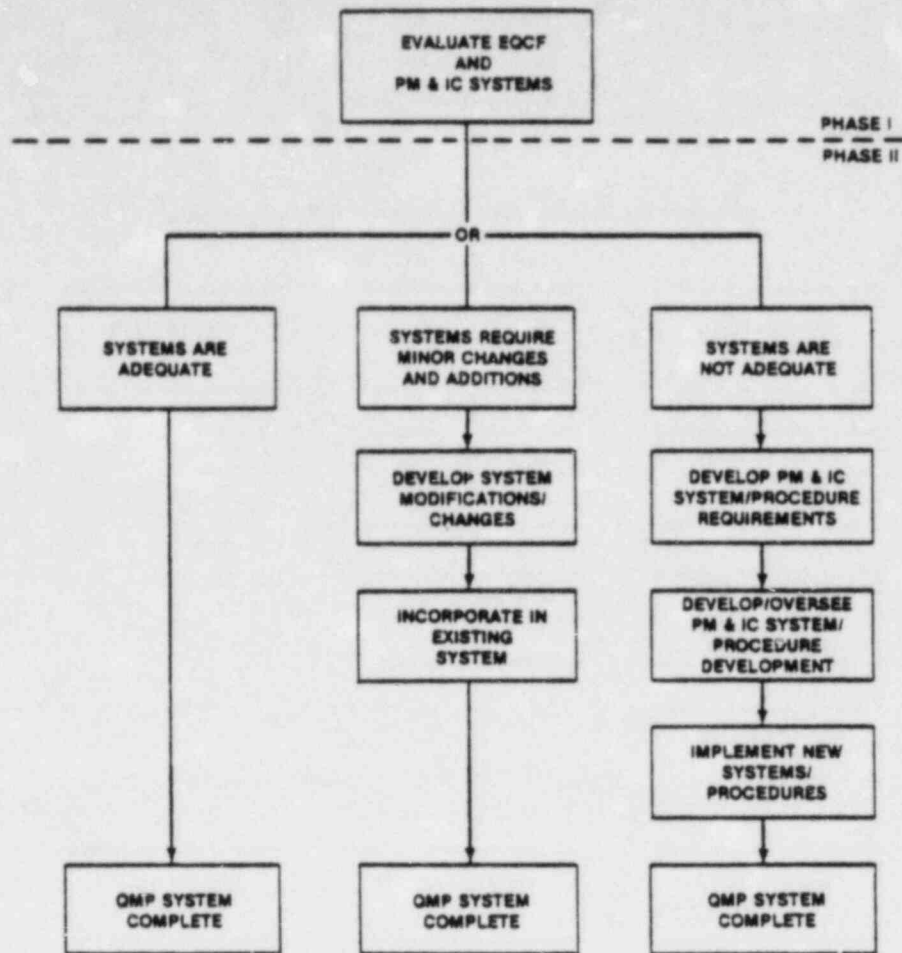 EVALUATE EQCF
AND
PM & IC SYSTEMS
PHASE I
PHASE II
OR
SYSTEMS ARE
ADEQUATE
SYSTEMS REQUIRE
MINOR CHANGES
AND ADDITIONS
SYSTEMS ARE
NOT ADEQUATE
DEVELOP SYSTEM
MODIFICATIONS/
CHANGES
DEVELOP PM & IC
SYSTEM/PROCEDURE
REQUIREMENTS
INCORPORATE IN
EXISTING
SYSTEM
DEVELOP/OVERSEE
PM & IC SYSTEM/
PROCEDURE
DEVELOPMENT
IMPLEMENT NEW
SYSTEMS/
PROCEDURES
QMP SYSTEM
COMPLETE
QMP SYSTEM
COMPLETE
QMP SYSTEM
COMPLETE